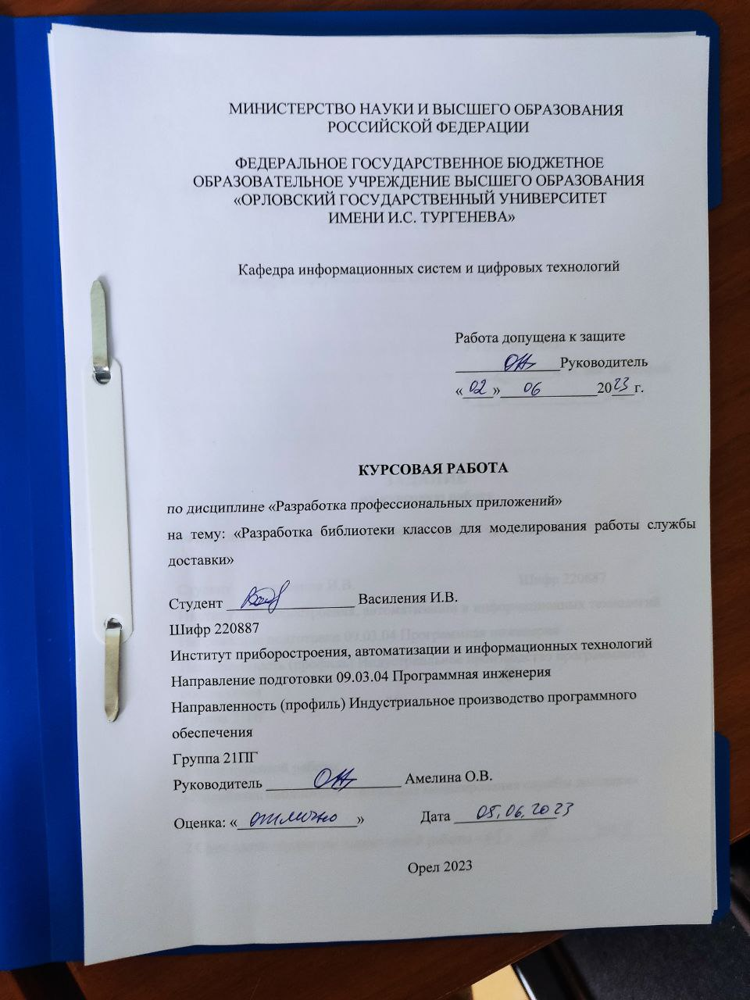 МИНИСТЕРСТВО НАУКИ И ВЫСШЕГО ОБРАЗОВАНИЯ
РОССИЙСКОЙ ФЕДЕРАЦИИ
ФЕДЕРАЛЬНОЕ ГОСУДАРСТВЕННОЕ БЮДЖЕТНОЕ
ОБРАЗОВАТЕЛЬНОЕ УЧРЕЖДЕНИЕ ВЫСШЕГО ОБРАЗОВАНИЯ
«ОРЛОВСКИЙ ГОСУДАРСТВЕННЫЙ УНИВЕРСИТЕТ
ИМЕНИ И.С. ТУРГЕНЕВА»
Кафедра информационных систем и цифровых технологий
Работа допущена к защите
Руководитель
«02» 06 2023 г.
КУРСОВАЯ РАБОТА
по дисциплине «Разработка профессиональных приложений»
на тему: «Разработка библиотеки классов для моделирования работы службы
доставки»
Студент Василения И.В.
Шифр 220887
Институт приборостроения, автоматизации и информационных технологий
Направление подготовки 09.03.04 Программная инженерия
Направленность (профиль) Индустриальное производство программного
обеспечения
Группа 21ПГ
Руководитель Амелина О.В.
Оценка: «отлично» Дата 05.06.2023
Орел 2023